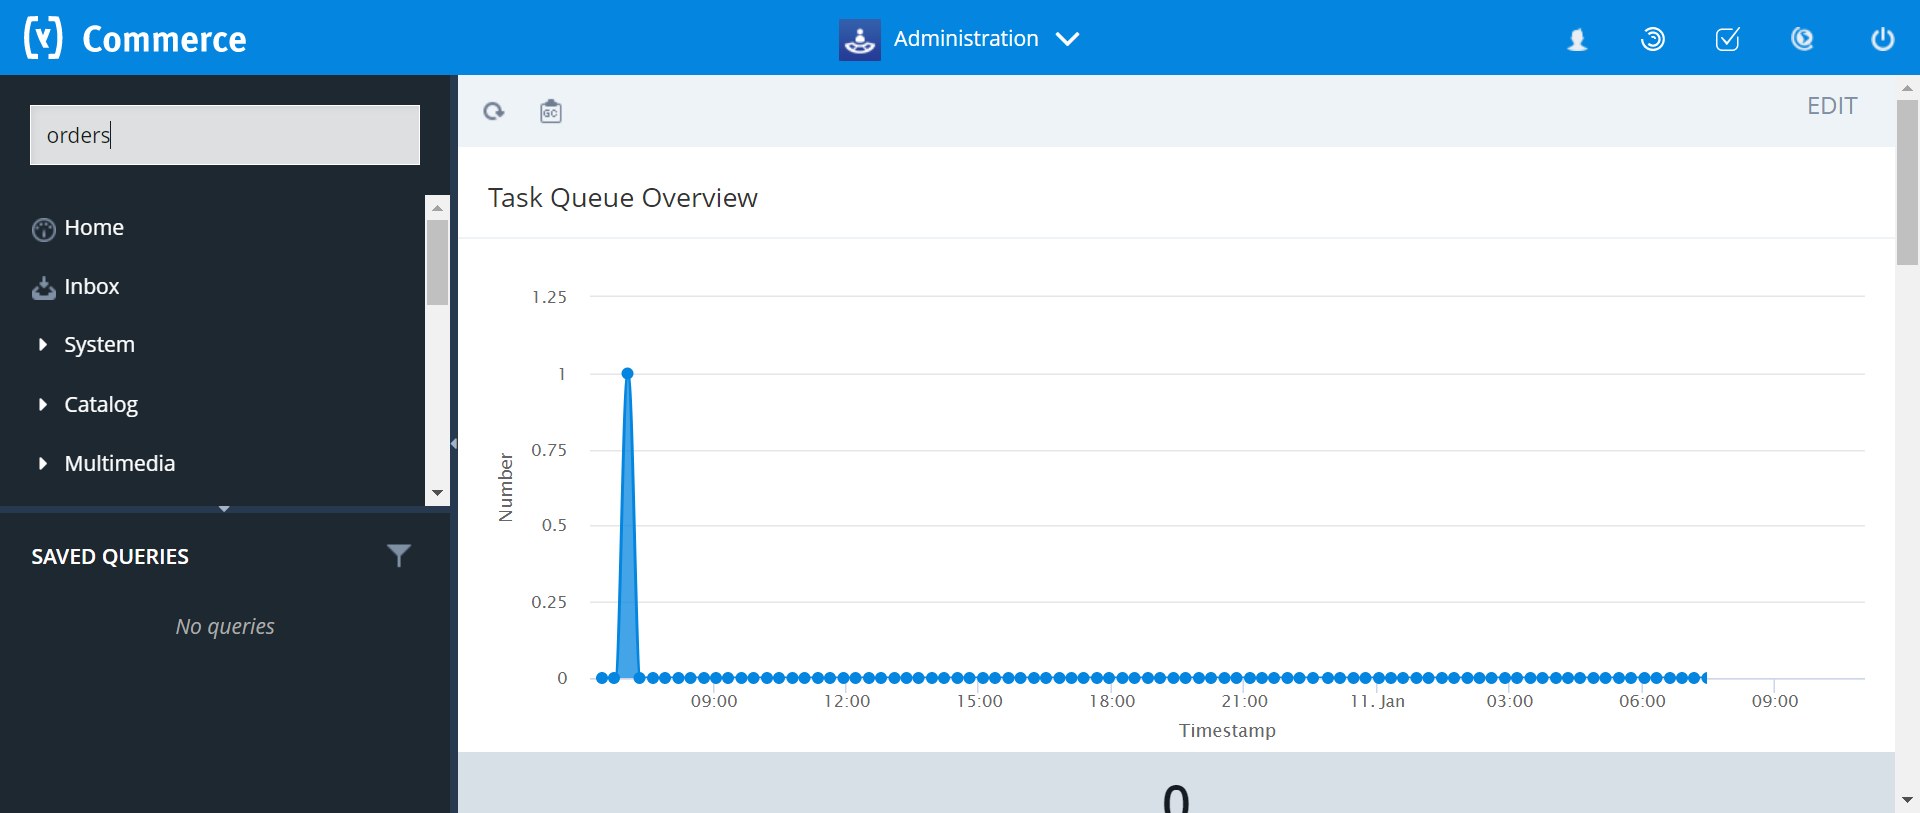 Commerce
Administration
orders
Home
Inbox
System
Catalog
Multimedia
SAVED QUERIES
No queries
GC
EDIT
Task Queue Overview
1.25
1
0.75
0.5
0.25
0
Number
09:00 12:00 15:00 18:00 21:00 11. Jan 03:00 06:00 09:00
Timestamp
0